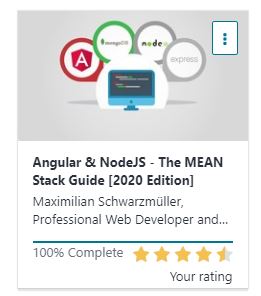 mongoDB
node
express
Angular & NodeJS - The MEAN
Stack Guide [2020 Edition]
Maximilian Schwarzmüller,
Professional Web Developer and...
100% Complete
Your rating